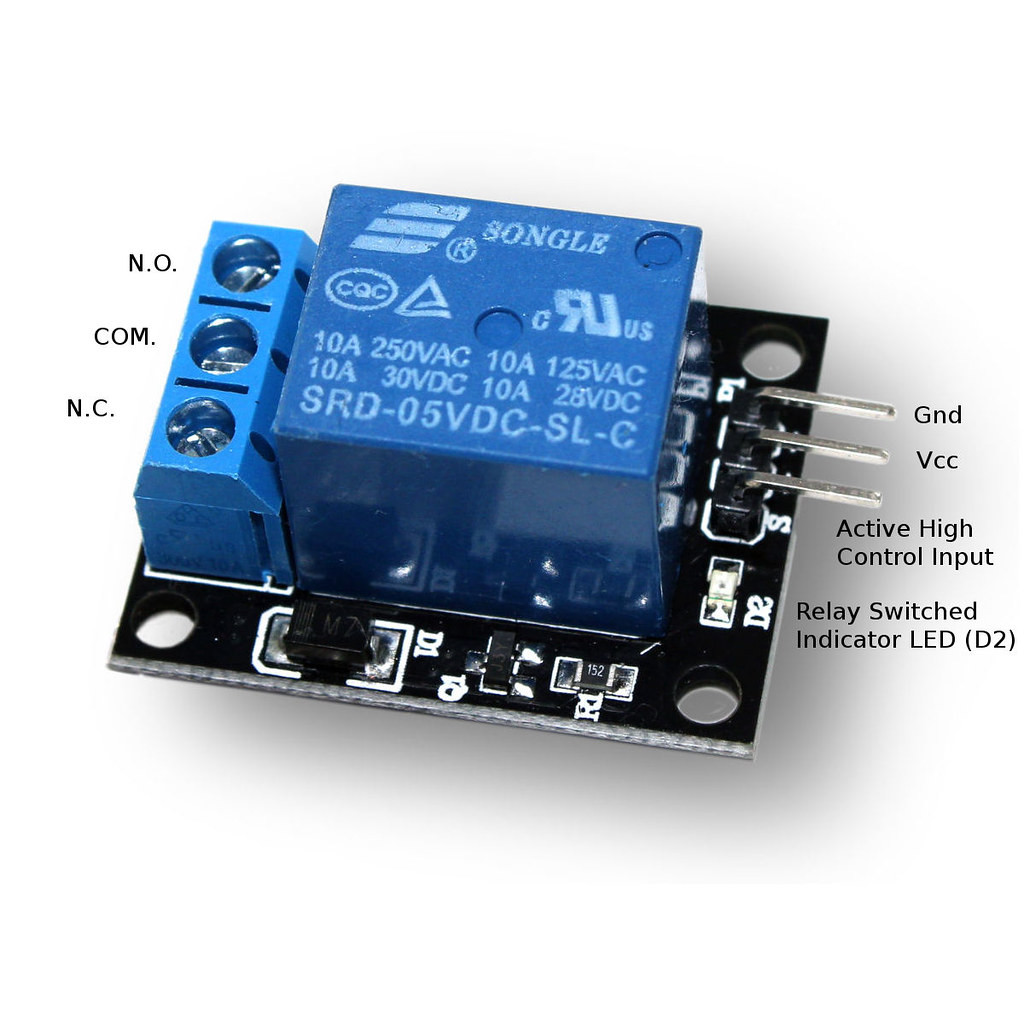 N.O.
COM.
N.C.
SONGLE
®
CQC
C US
10A 250VAC 10A 125VAC
10A 30VDC 10A 28VDC
SRD-05VDC-SL-C
Gnd
Vcc
Active High
Control Input
S
Relay Switched
Indicator LED (D2)
D2
M7
D1
Q1
152
R1